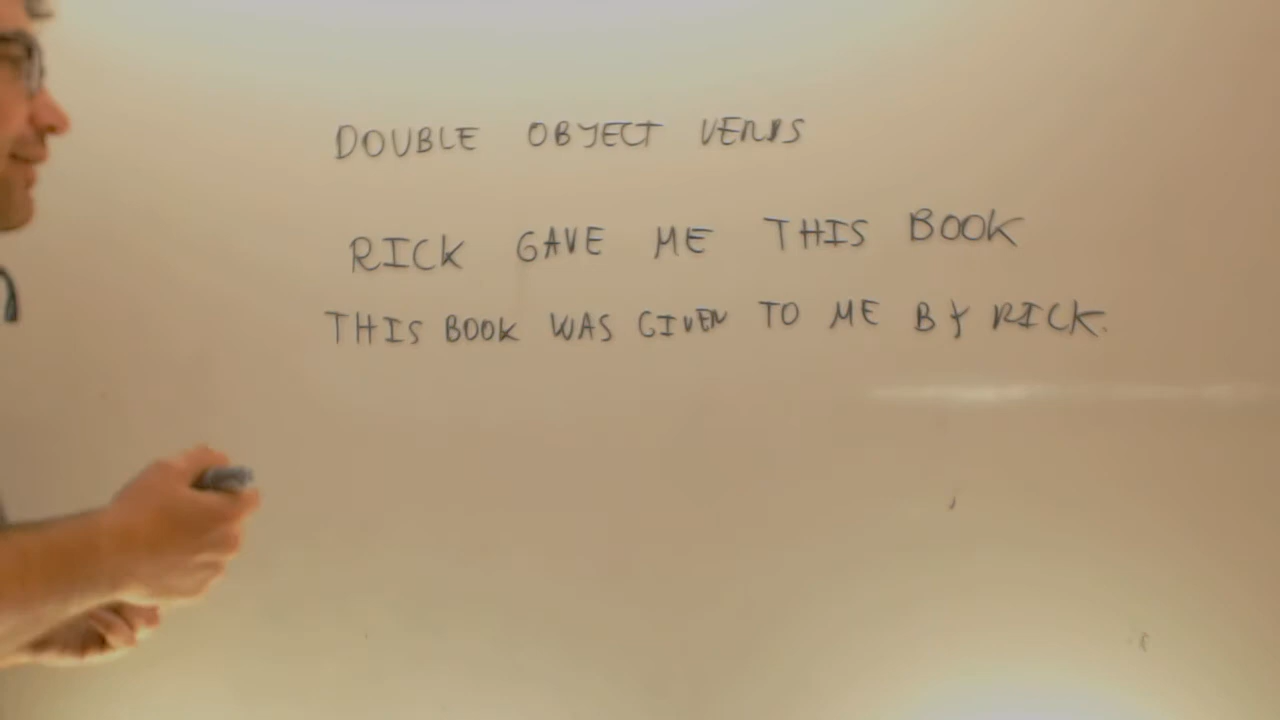 DOUBLE OBJECT VERBS
RICK GAVE ME THIS BOOK
THIS BOOK WAS GIVEN TO ME BY RICK.